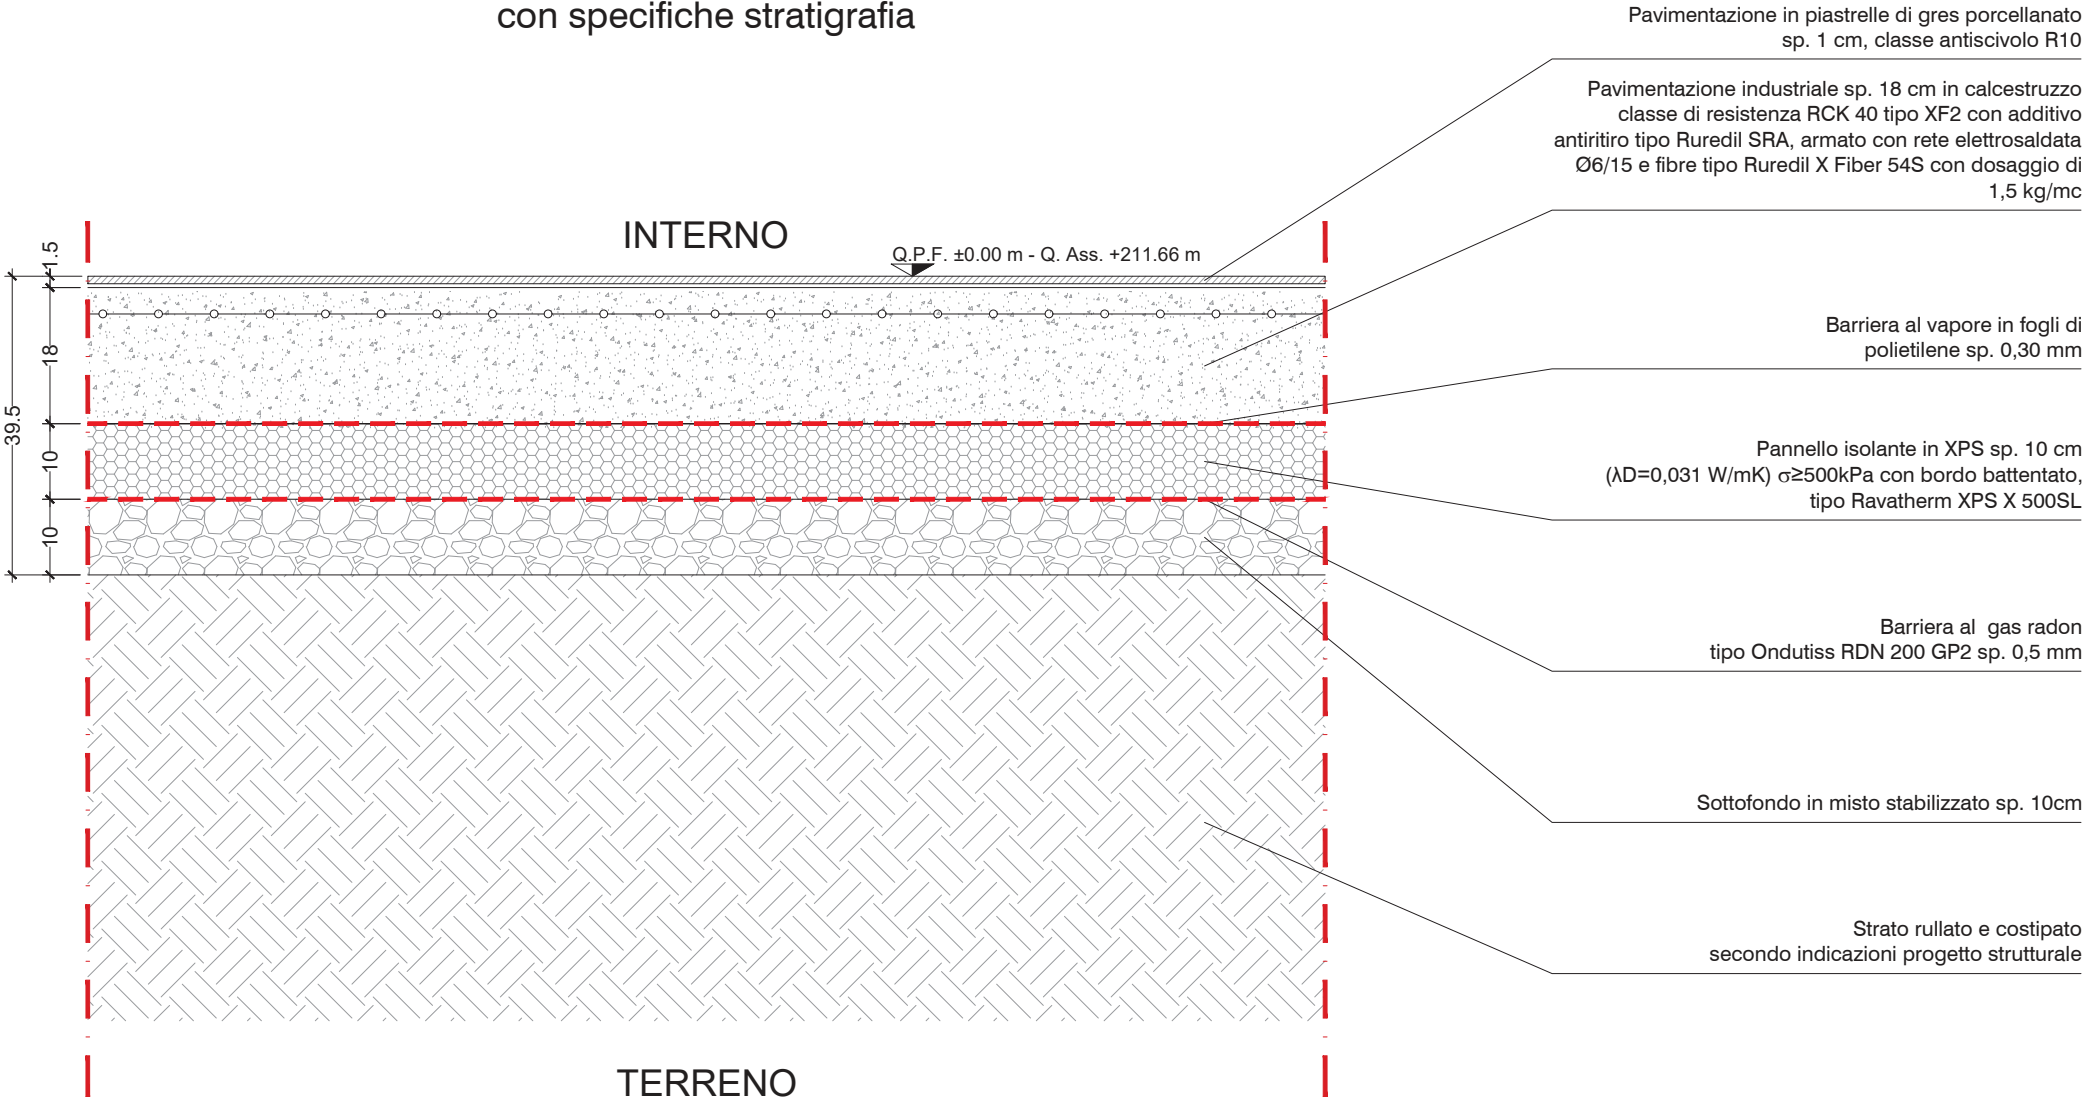 con specifiche stratigrafia
Pavimentazione in piastrelle di gres porcellanato
sp. 1 cm, classe antiscivolo R10
Pavimentazione industriale sp. 18 cm in calcestruzzo
classe di resistenza RCK 40 tipo XF2 con additivo
antiritiro tipo Ruredil SRA, armato con rete elettrosaldata
Ø6/15 e fibre tipo Ruredil X Fiber 54S con dosaggio di
1,5 kg/mc
INTERNO
Q.P.F. ±0.00 m - Q. Ass. +211.66 m
1.5
18
39.5
10
10
Barriera al vapore in fogli di
polietilene sp. 0,30 mm
Pannello isolante in XPS sp. 10 cm
(λD=0,031 W/mK) σ≥500kPa con bordo battentato,
tipo Ravatherm XPS X 500SL
Barriera al  gas radon
tipo Ondutiss RDN 200 GP2 sp. 0,5 mm
Sottofondo in misto stabilizzato sp. 10cm
Strato rullato e costipato
secondo indicazioni progetto strutturale
TERRENO